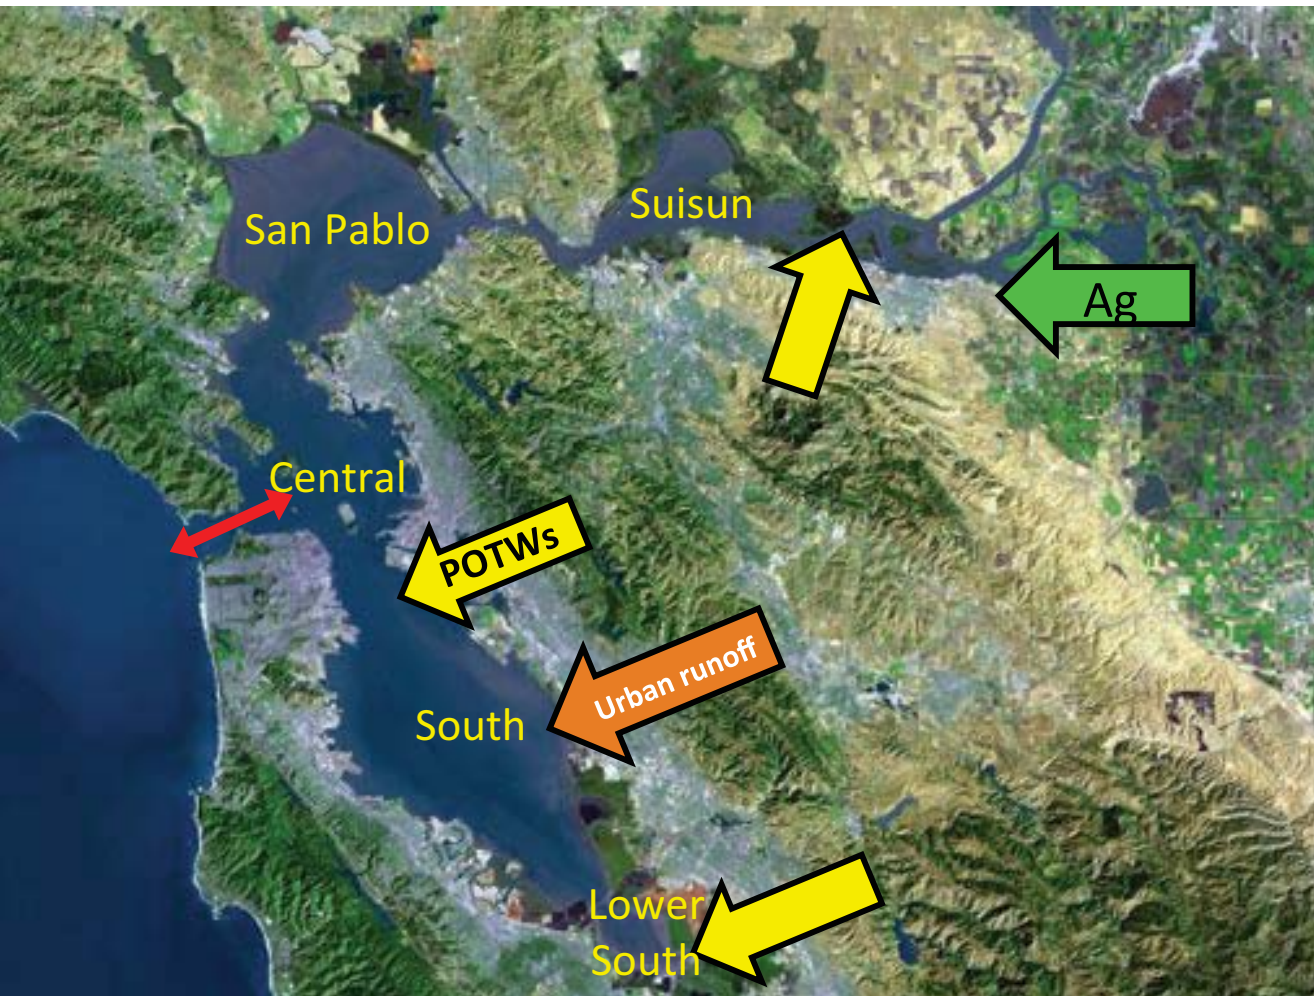 Suisun
San Pablo
Ag
Central
POTWs
Urban runoff
South
Lower
South